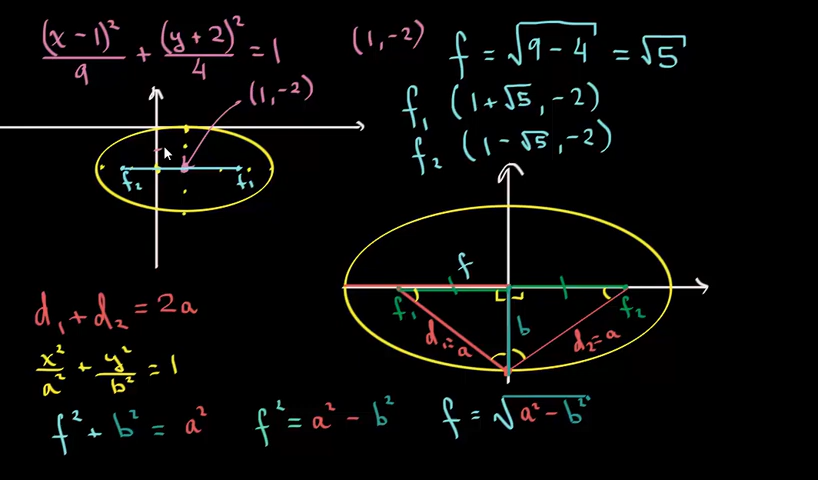 (x - 1)²/9 + (y + 2)²/4 = 1
(1, -2)
f = √(9 - 4) = √5
(1, -2)
f₁ (1 + √5, -2)
f₂ (1 - √5, -2)
f₂ f₁
f
f₁ f₂
b
d₁ = a d₂ = a
d₁ + d₂ = 2a
x²/a² + y²/b² = 1
f² + b² = a² f² = a² - b² f = √(a² - b²)